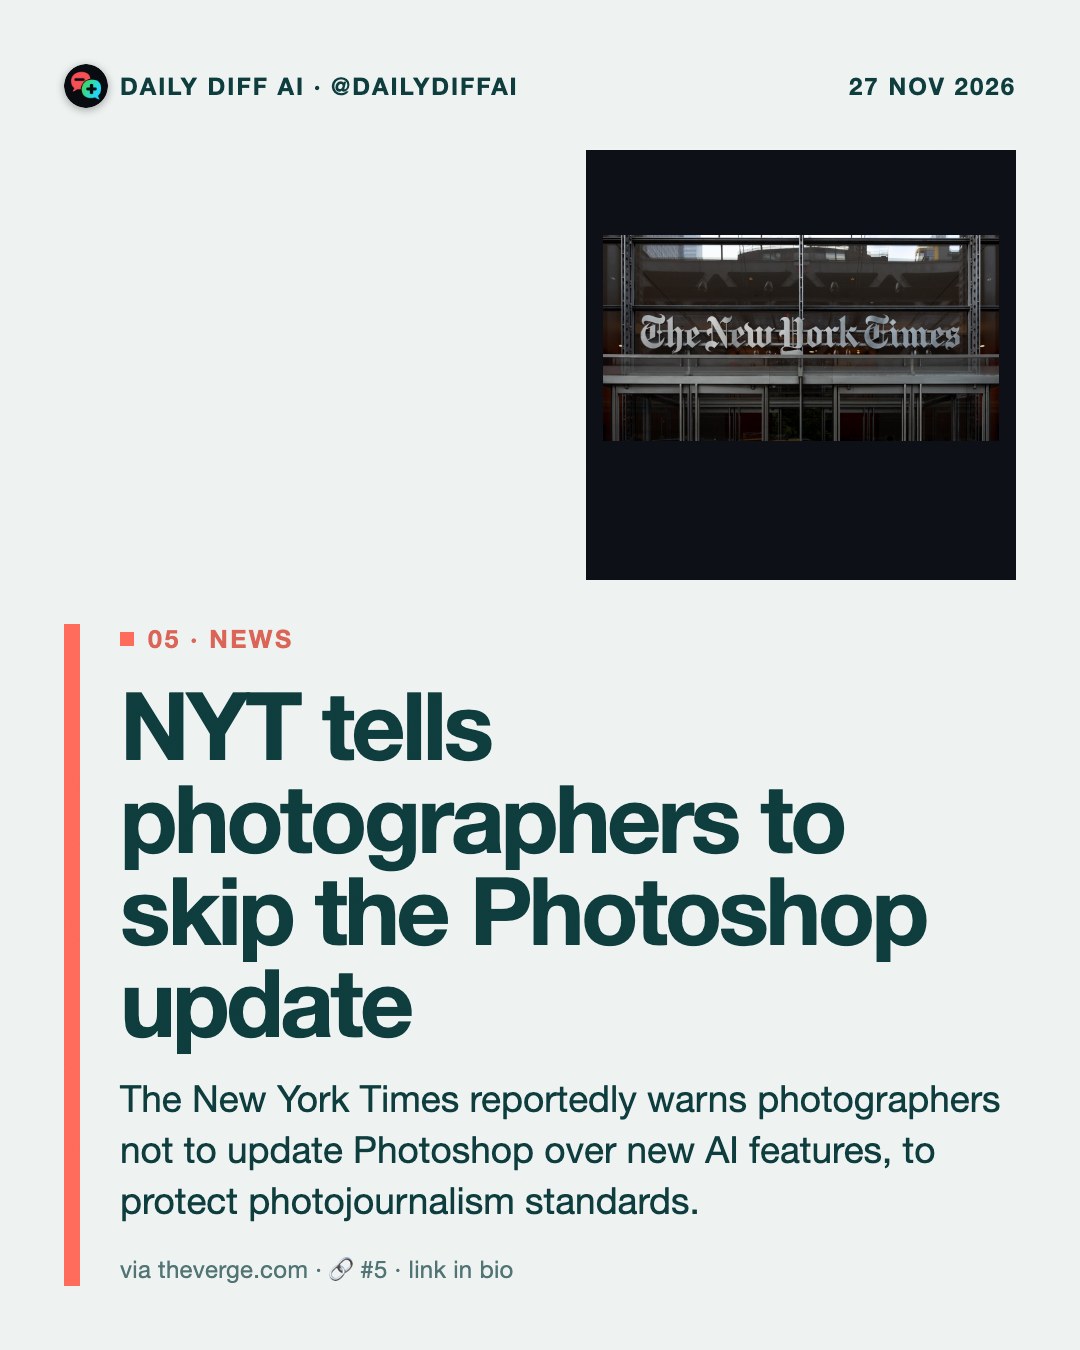 DAILY DIFF AI · @DAILYDIFFAI
27 NOV 2026
The New York Times
05 · NEWS
NYT tells
photographers to
skip the Photoshop
update
The New York Times reportedly warns photographers
not to update Photoshop over new AI features, to
protect photojournalism standards.
via theverge.com · 🔗 #5 · link in bio